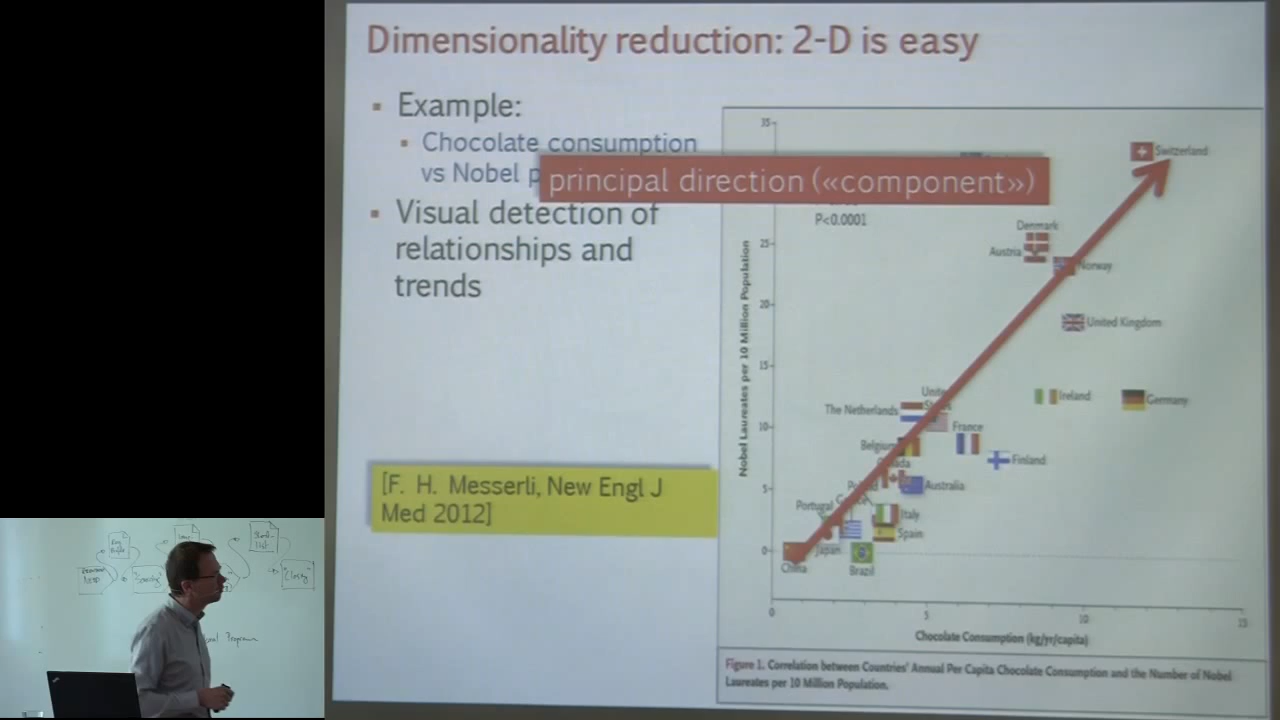 Dimensionality reduction: 2-D is easy
Example:
Chocolate consumption
vs Nobel p
principal direction («component»)
Visual detection of
relationships and
trends
[F. H. Messerli, New Engl J
Med 2012]
35
Switzerland
P<0.0001
Denmark
25
Austria
Norway
20
United Kingdom
15
Nobel Laureates per 10 Million Population
Ireland
Germany
The Netherlands
10
France
Belgium
Finland
5
Australia
Portugal
Italy
Spain
0
China
Japan
Brazil
0
5
10
15
Chocolate Consumption (kg/yr/capita)
Figure 1. Correlation between Countries' Annual Per Capita Chocolate Consumption and the Number of Nobel
Laureates per 10 Million Population.